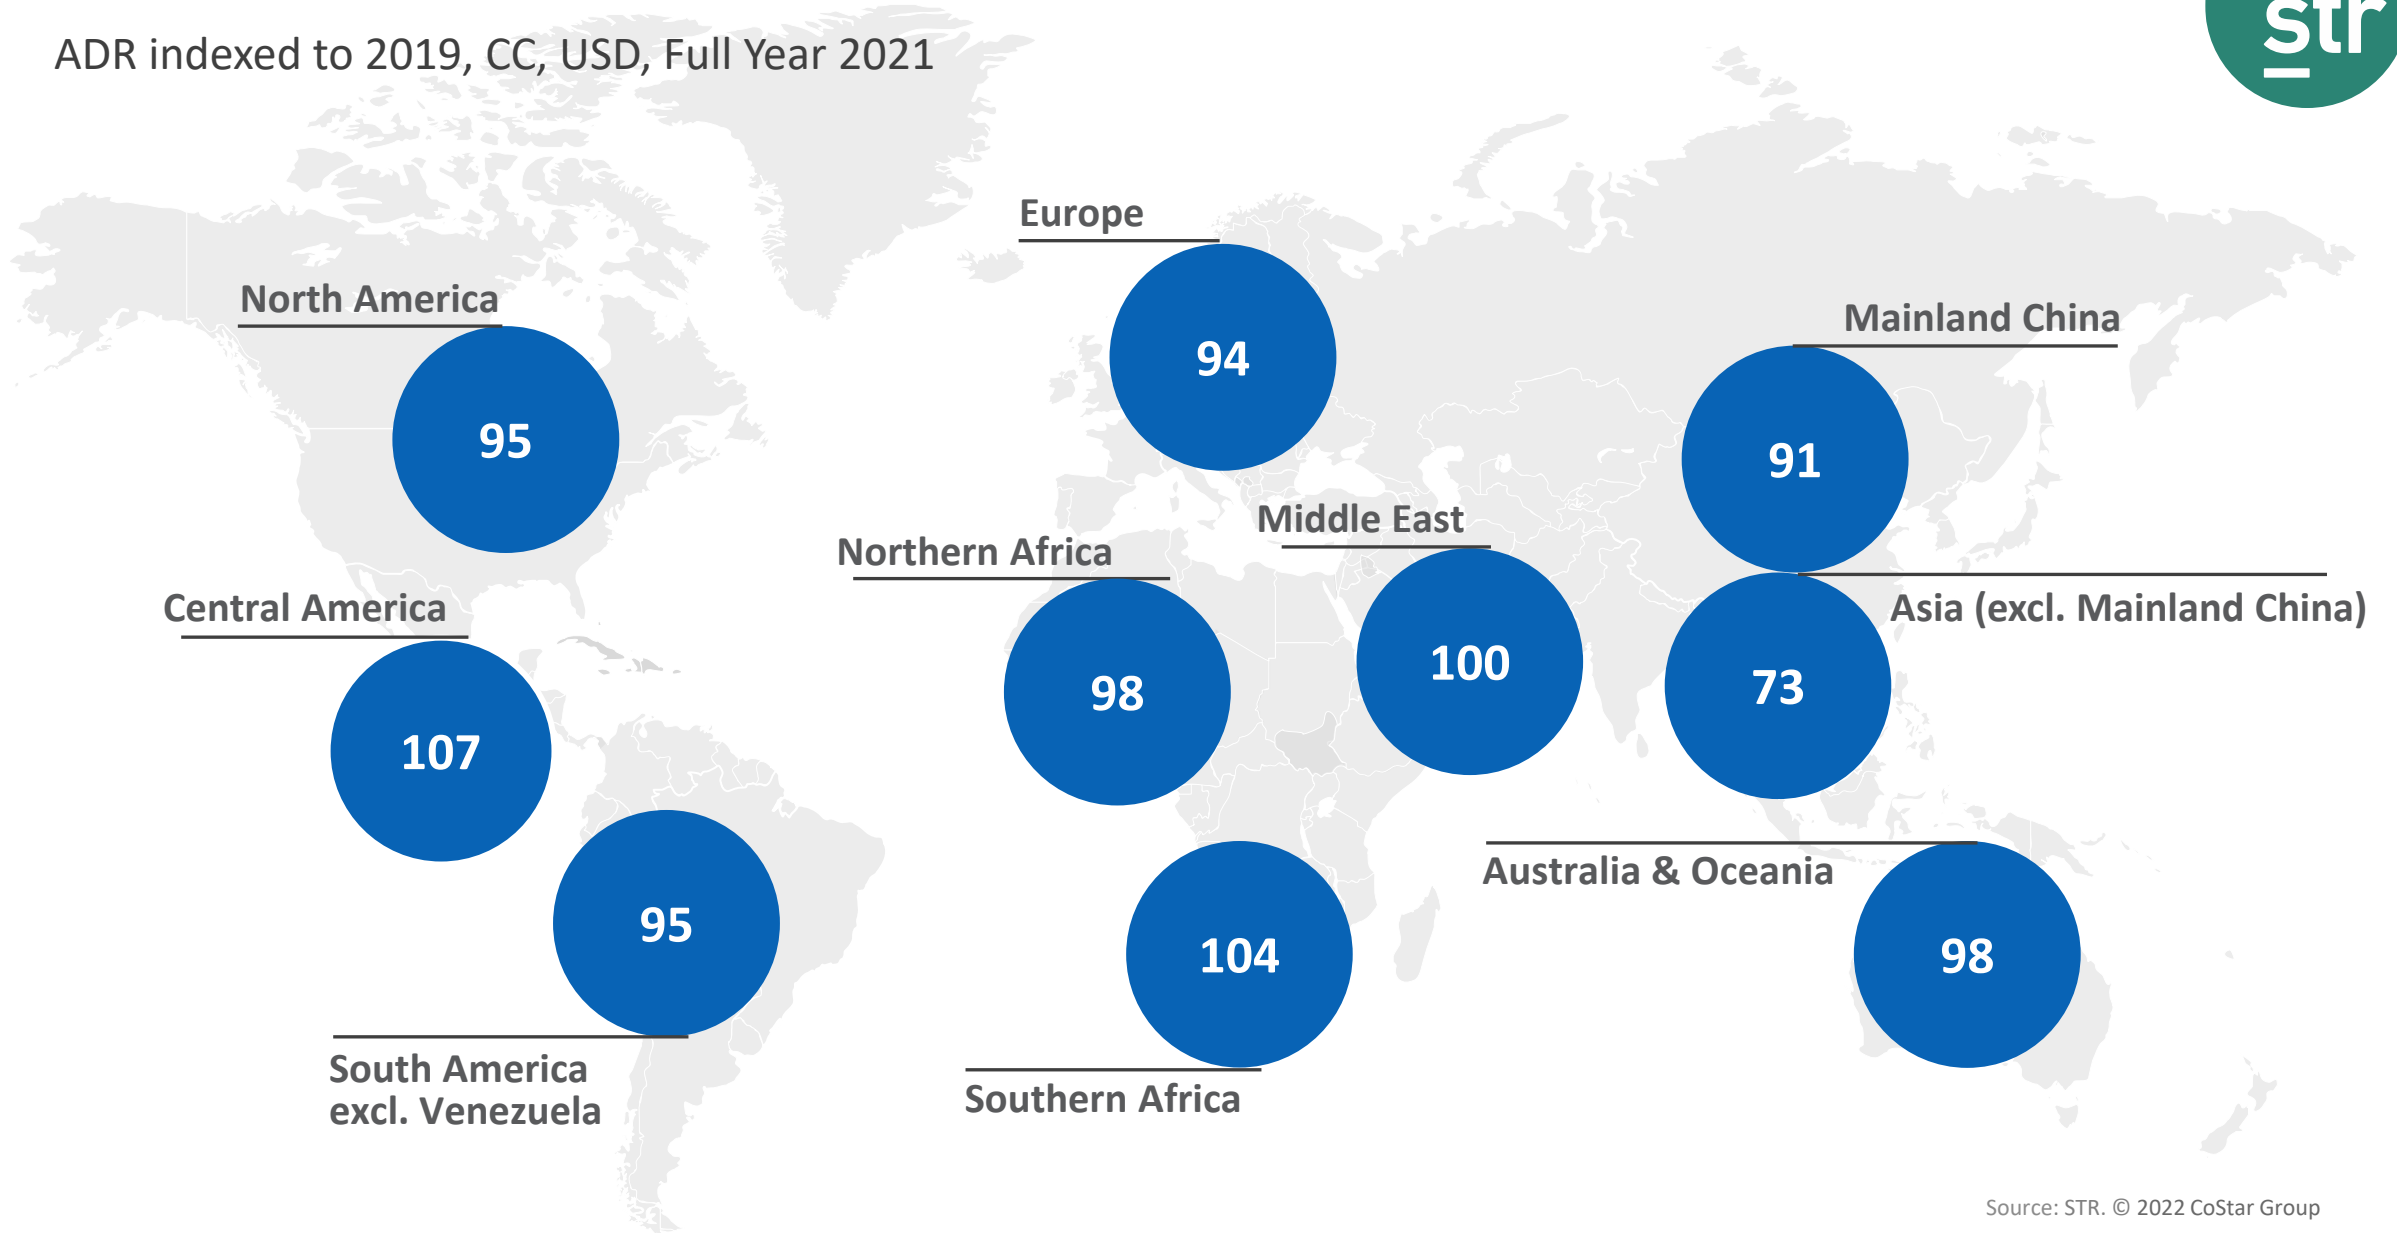 ADR indexed to 2019, CC, USD, Full Year 2021
str
Europe
94
North America
95
Mainland China
91
Middle East
100
Northern Africa
98
Central America
107
Asia (excl. Mainland China)
73
Australia & Oceania
98
95
South America
excl. Venezuela
104
Southern Africa
Source: STR. © 2022 CoStar Group